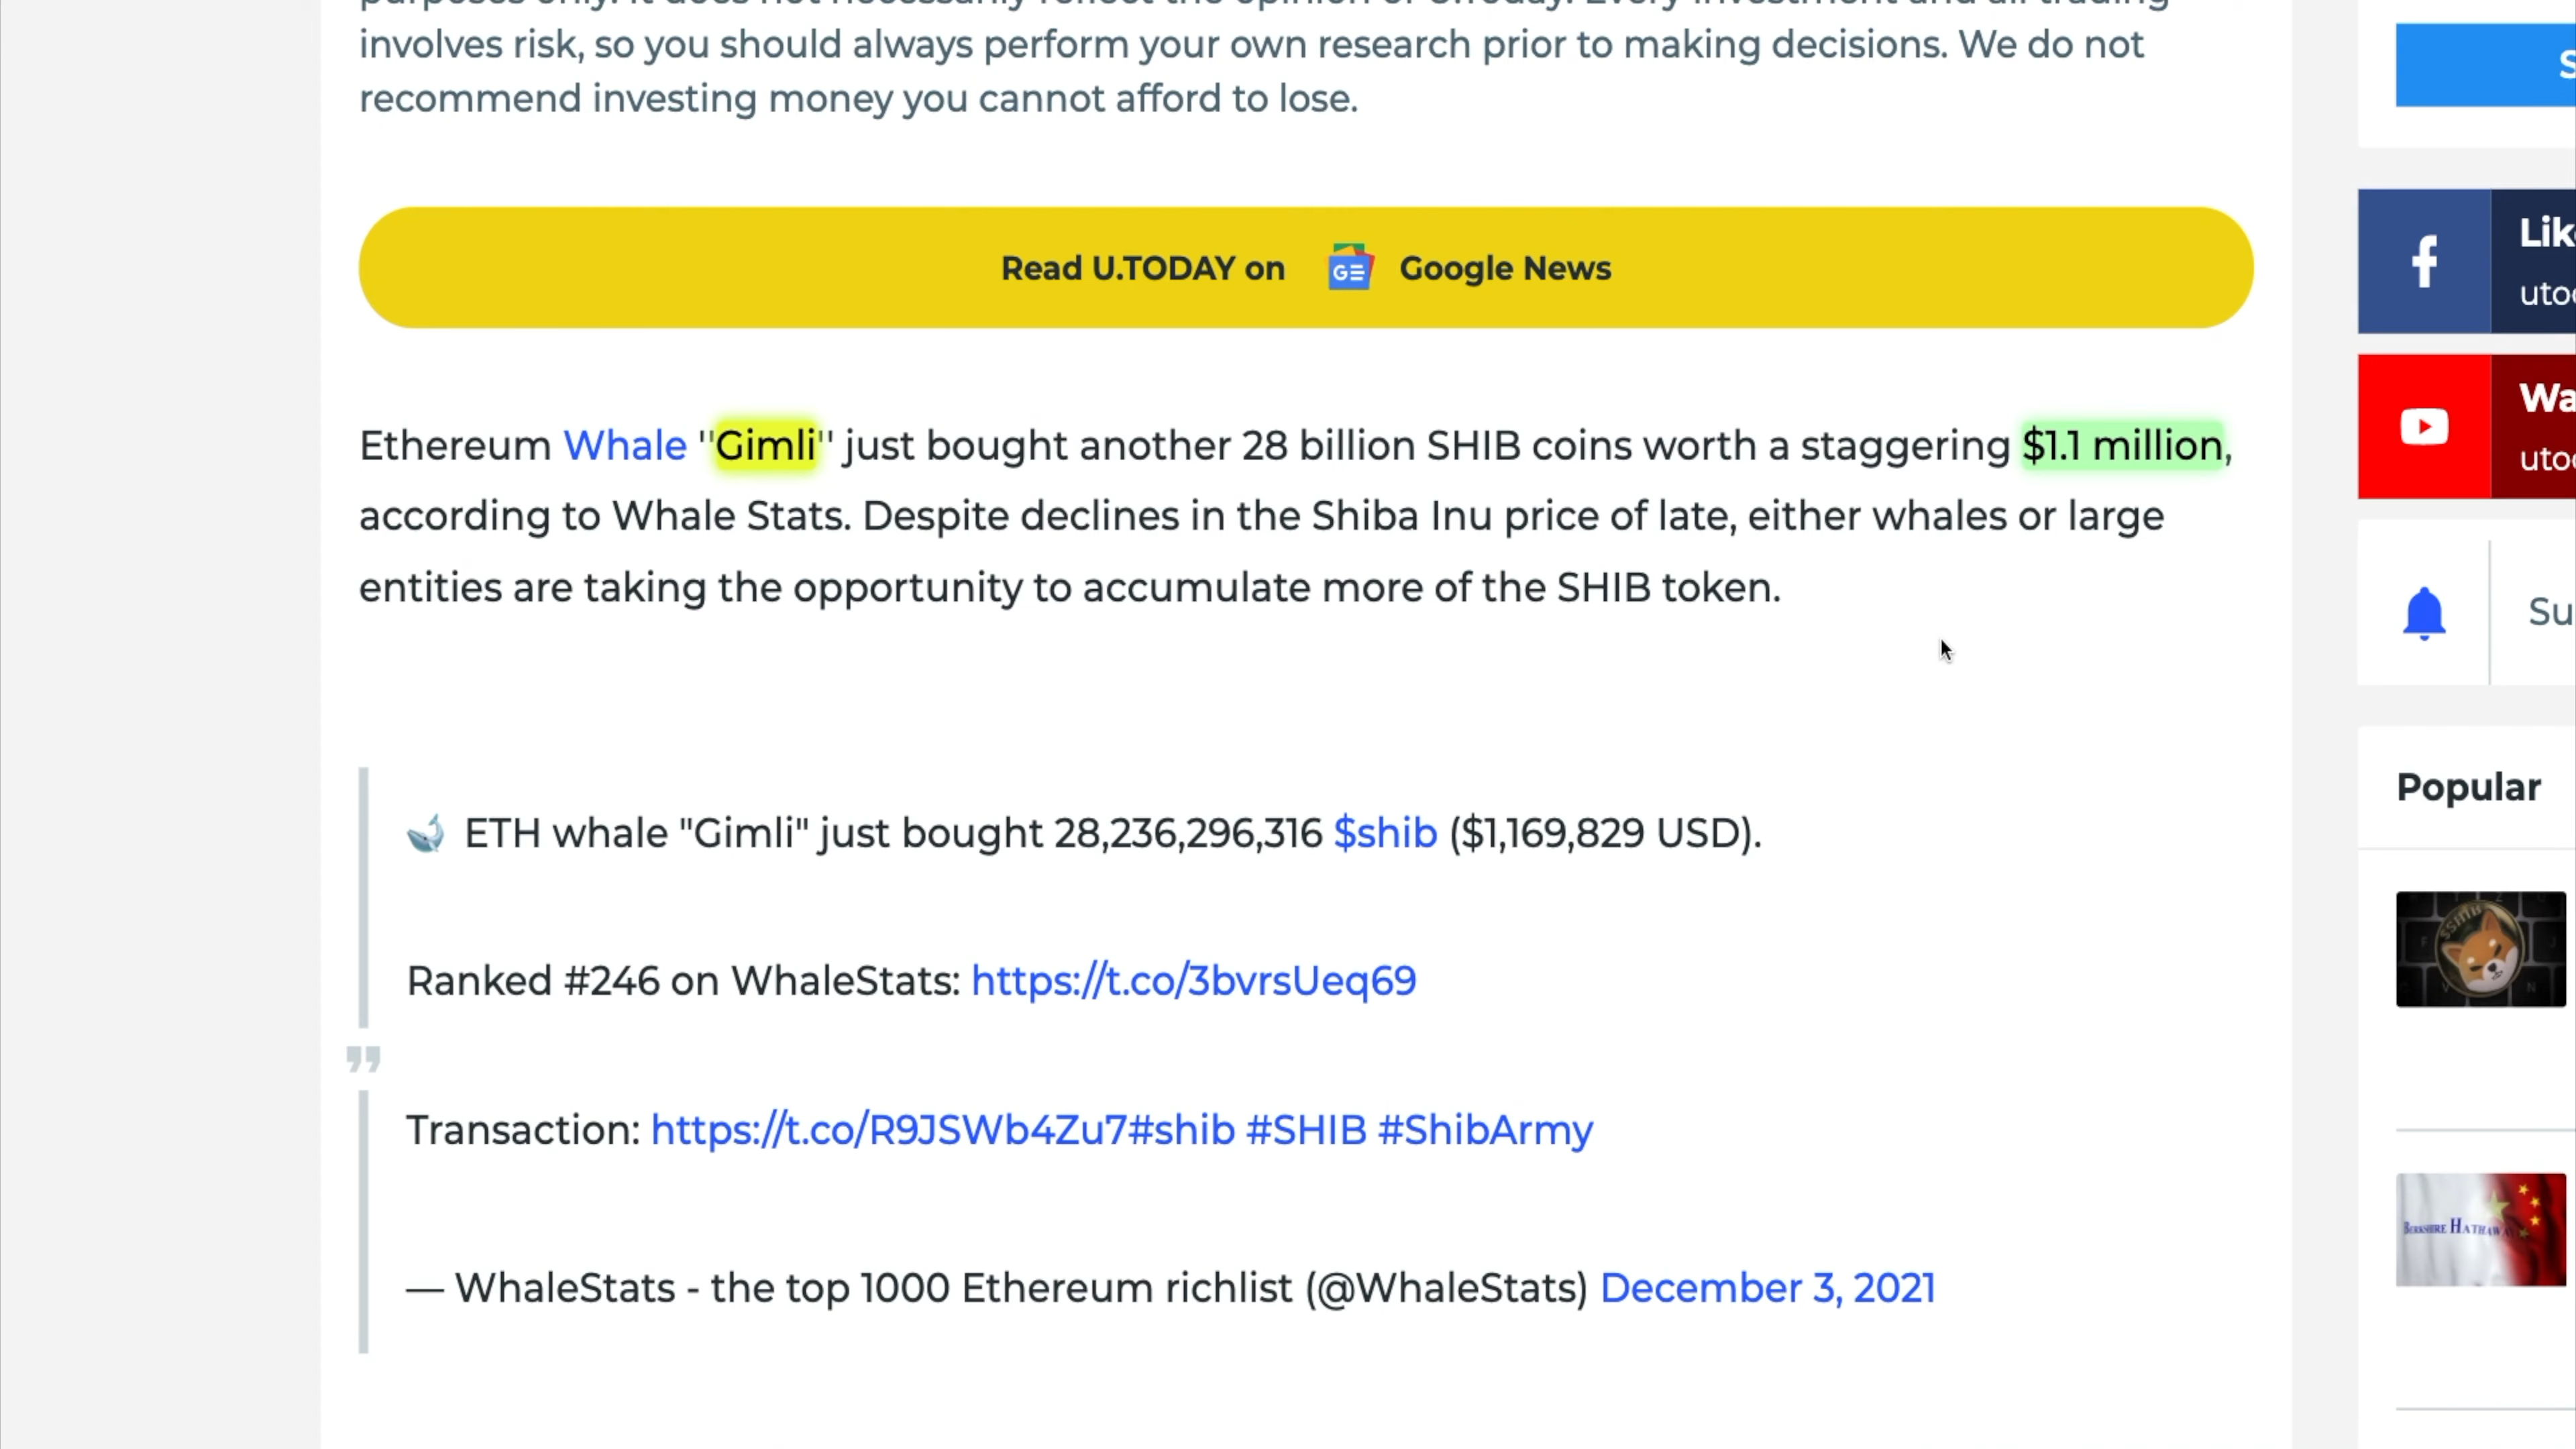 involves risk, so you should always perform your own research prior to making decisions. We do not
recommend investing money you cannot afford to lose.
Read U.TODAY on GE Google News
Ethereum Whale "Gimli" just bought another 28 billion SHIB coins worth a staggering $1.1 million,
according to Whale Stats. Despite declines in the Shiba Inu price of late, either whales or large
entities are taking the opportunity to accumulate more of the SHIB token.
ETH whale "Gimli" just bought 28,236,296,316 $shib ($1,169,829 USD).
Ranked #246 on WhaleStats: https://t.co/3bvrsUeq69
Transaction: https://t.co/R9JSWb4Zu7#shib #SHIB #ShibArmy
— WhaleStats - the top 1000 Ethereum richlist (@WhaleStats) December 3, 2021
Popular